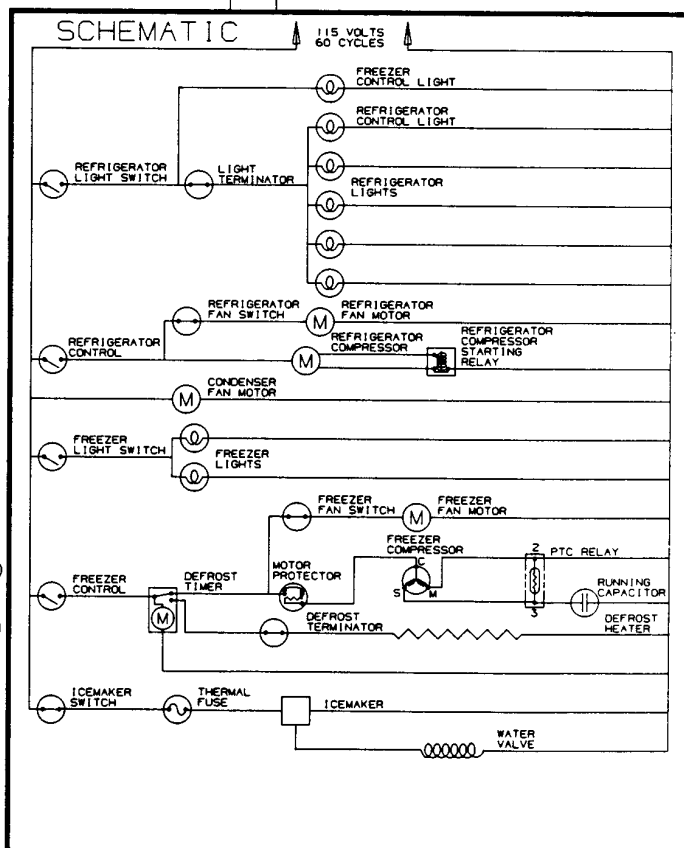 SCHEMATIC
115 VOLTS
60 CYCLES
FREEZER
CONTROL LIGHT
REFRIGERATOR
CONTROL LIGHT
REFRIGERATOR
LIGHT SWITCH
LIGHT
TERMINATOR
REFRIGERATOR
LIGHTS
REFRIGERATOR
FAN SWITCH
M
REFRIGERATOR
FAN MOTOR
REFRIGERATOR
CONTROL
M
REFRIGERATOR
COMPRESSOR
REFRIGERATOR
COMPRESSOR
STARTING
RELAY
M
CONDENSER
FAN MOTOR
FREEZER
LIGHT SWITCH
FREEZER
LIGHTS
FREEZER
FAN SWITCH
M
FREEZER
FAN MOTOR
FREEZER
CONTROL
M
DEFROST
TIMER
MOTOR
PROTECTOR
FREEZER
COMPRESSOR
C
S
M
2
PTC RELAY
3
RUNNING
CAPACITOR
DEFROST
TERMINATOR
DEFROST
HEATER
ICEMAKER
SWITCH
THERMAL
FUSE
ICEMAKER
WATER
VALVE